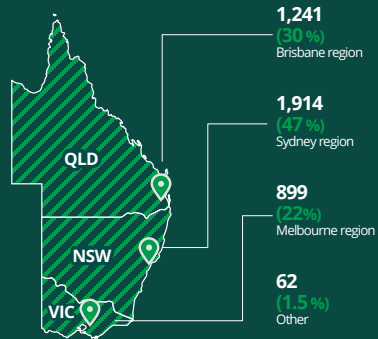 1,241
(30 %)
Brisbane region
1,914
(47 %)
Sydney region
899
(22%)
Melbourne region
62
(1.5 %)
Other
QLD
NSW
VIC